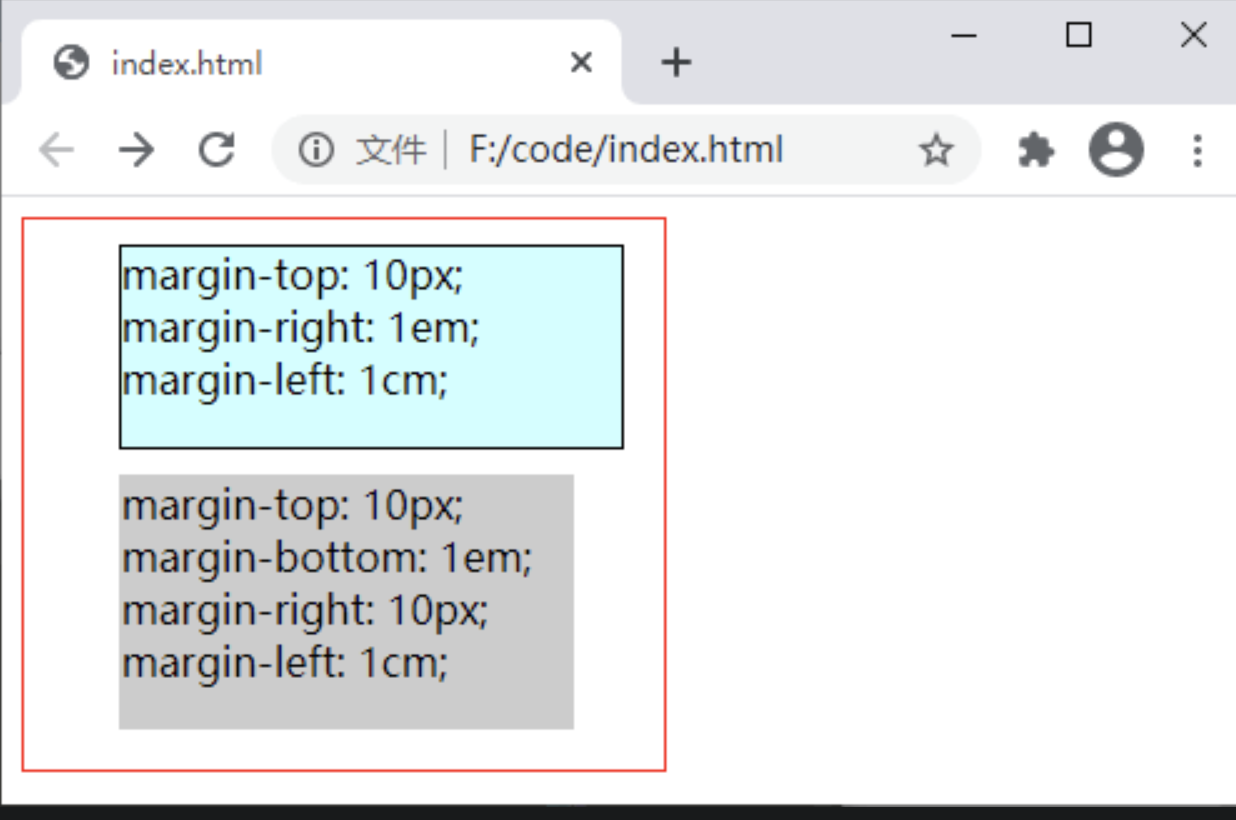 index.html
文件 F:/code/index.html
margin-top: 10px;
margin-right: 1em;
margin-left: 1cm;
margin-top: 10px;
margin-bottom: 1em;
margin-right: 10px;
margin-left: 1cm;